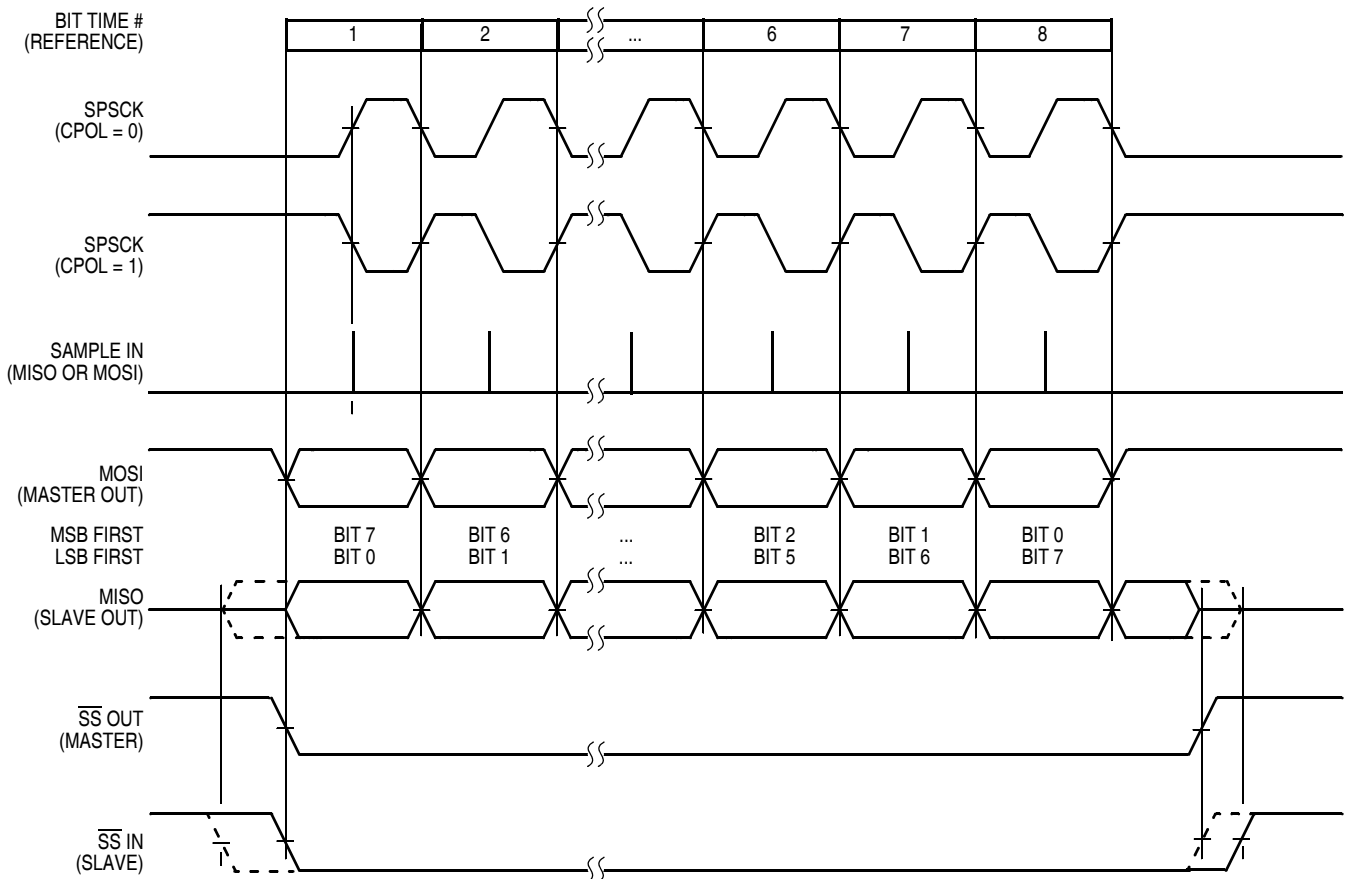 BIT TIME #
(REFERENCE)
1 2 ... 6 7 8
SPSCK
(CPOL = 0)
SPSCK
(CPOL = 1)
SAMPLE IN
(MISO OR MOSI)
MOSI
(MASTER OUT)
MSB FIRST BIT 7 BIT 6 ... BIT 2 BIT 1 BIT 0
LSB FIRST BIT 0 BIT 1 ... BIT 5 BIT 6 BIT 7
MISO
(SLAVE OUT)
S̅S̅ OUT
(MASTER)
S̅S̅ IN
(SLAVE)